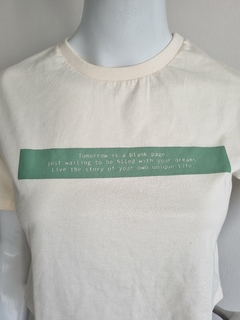 Tomorrow is a blank page,
just waiting to be filled with your dreams.
Live the story of your own unique life.